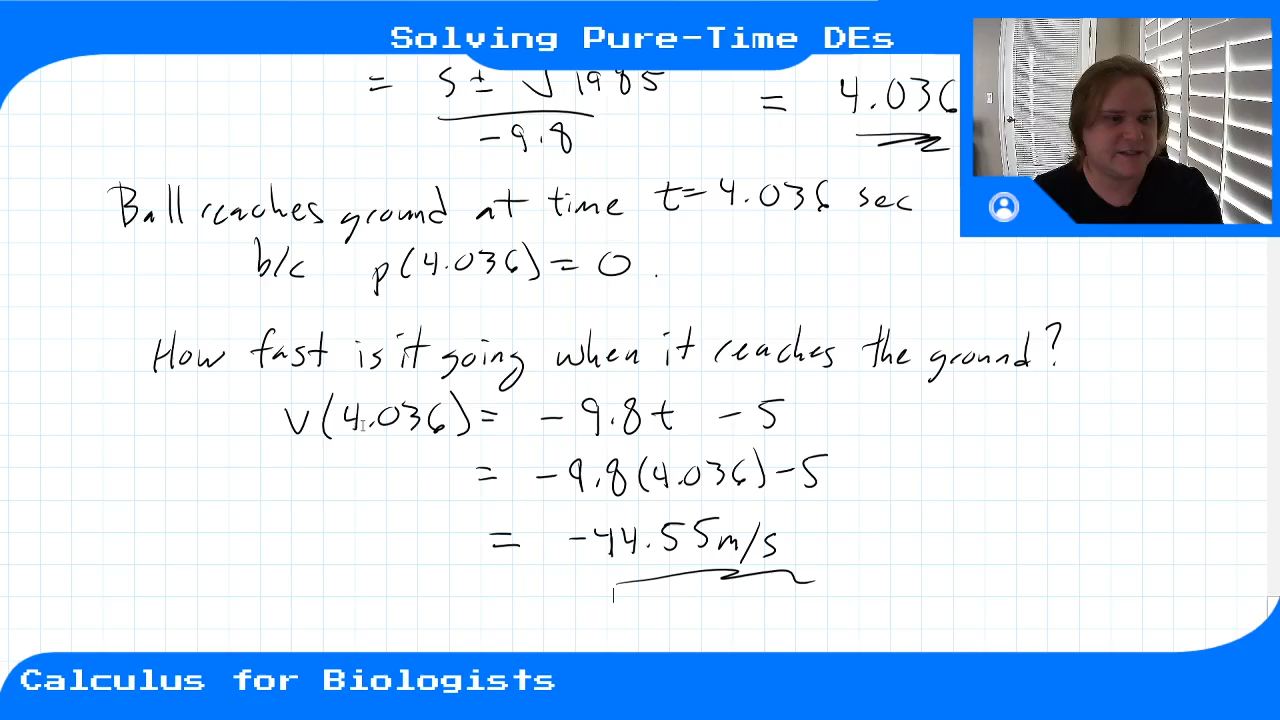 Solving Pure-Time DEs
= 5 ± √1985 = 4.036
-9.8
Ball reaches ground at time t=4.036 sec
b/c p(4.036) = 0.
How fast is it going when it reaches the ground?
v(4.036) = -9.8t -5
= -9.8(4.036)-5
= -44.55m/s
Calculus for Biologists